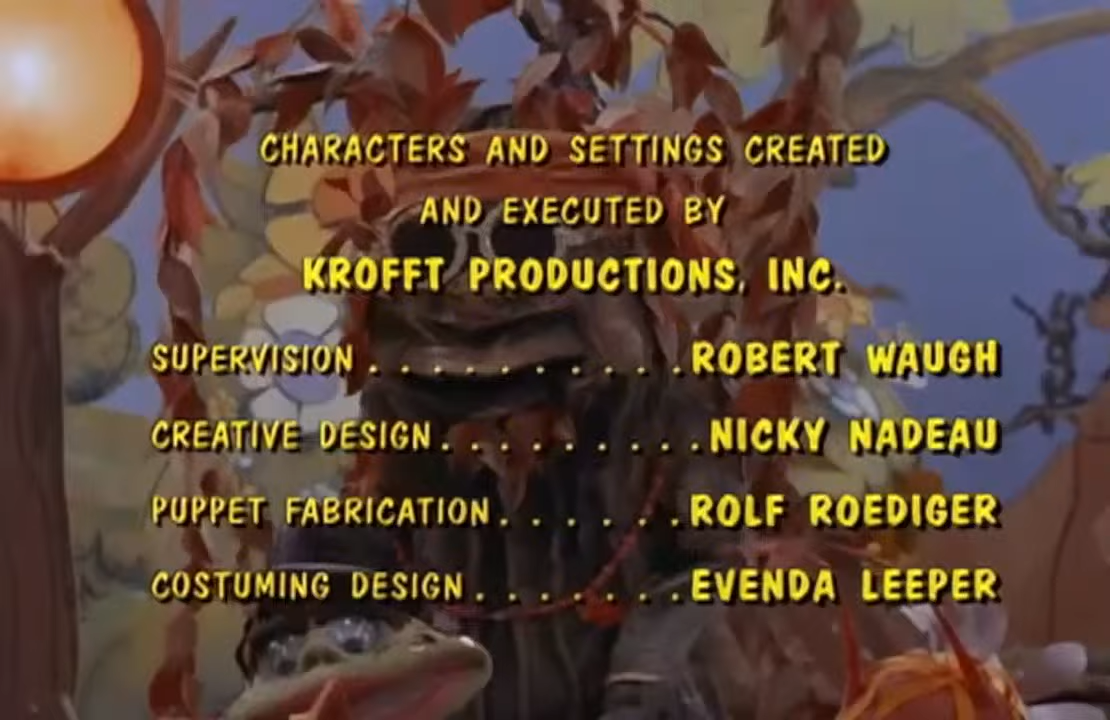 CHARACTERS AND SETTINGS CREATED
AND EXECUTED BY
KROFFT PRODUCTIONS, INC.
SUPERVISION . . . . . . . . . . . ROBERT WAUGH
CREATIVE DESIGN . . . . . . . . . . NICKY NADEAU
PUPPET FABRICATION . . . . . . . ROLF ROEDIGER
COSTUMING DESIGN . . . . . . . . EVENDA LEEPER